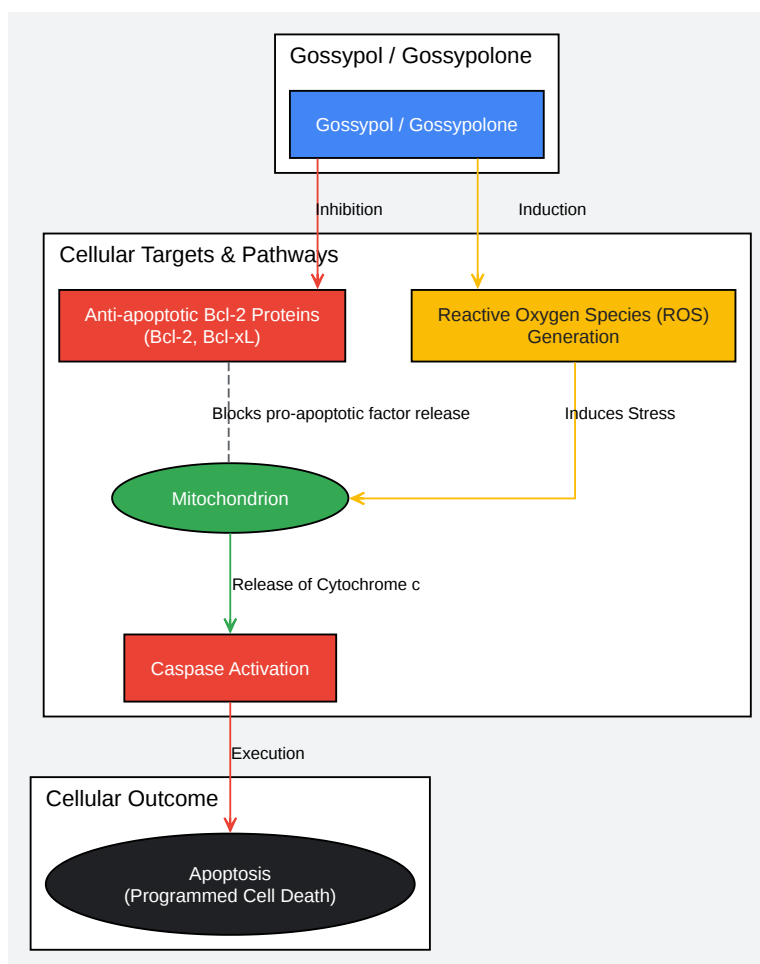 Gossypol / Gossypolone
Gossypol / Gossypolone
Inhibition
Induction
Cellular Targets & Pathways
Anti-apoptotic Bcl-2 Proteins
(Bcl-2, Bcl-xL)
Reactive Oxygen Species (ROS)
Generation
Blocks pro-apoptotic factor release
Induces Stress
Mitochondrion
Release of Cytochrome c
Caspase Activation
Execution
Cellular Outcome
Apoptosis
(Programmed Cell Death)